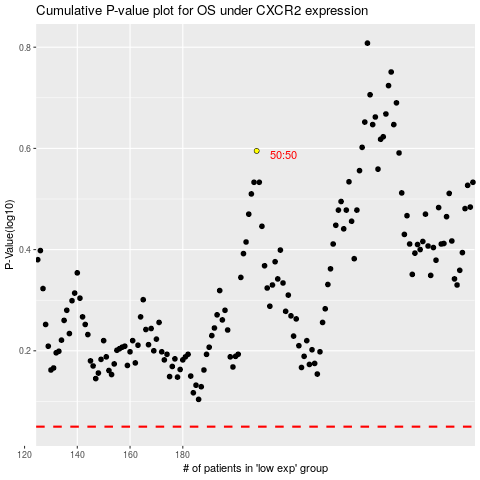 Cumulative P-value plot for OS under CXCR2 expression
P-Value(log10)
0.8
0.6
0.4
0.2
50:50
120 140 160 180
# of patients in 'low exp' group